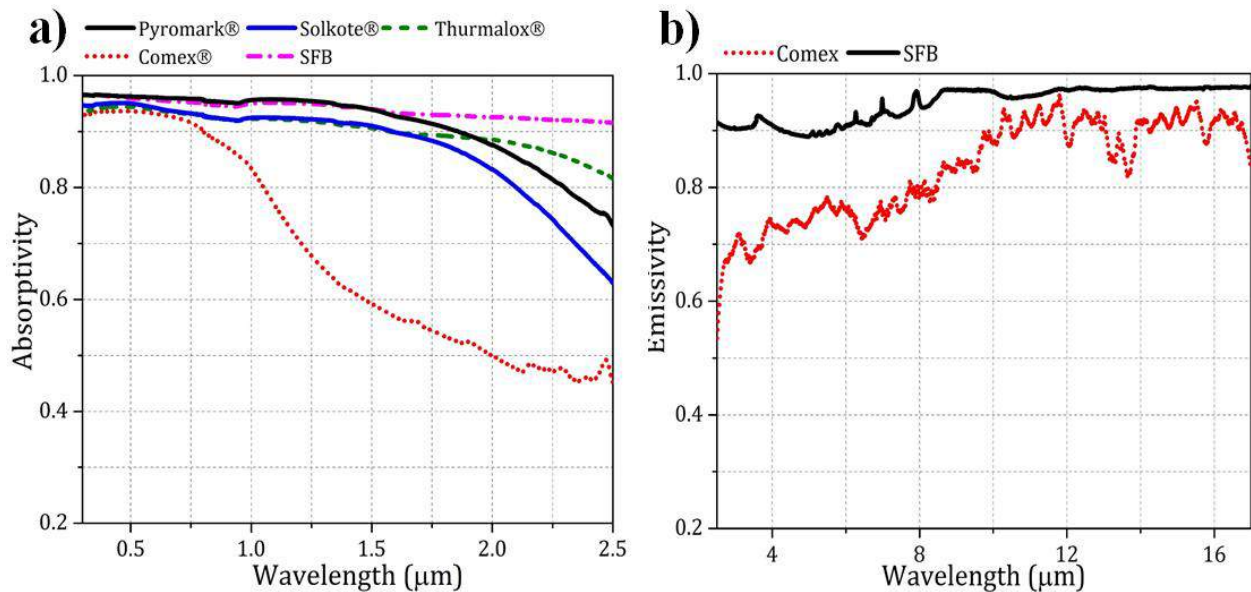 a)
Pyromark® Solkote® Thurmalox®
Comex® SFB
1.0
0.8
0.6
0.4
0.2
Absorptivity
0.5 1.0 1.5 2.0 2.5
Wavelength (μm)
b)
Comex SFB
1.0
0.8
0.6
0.4
0.2
Emissivity
4 8 12 16
Wavelength (μm)